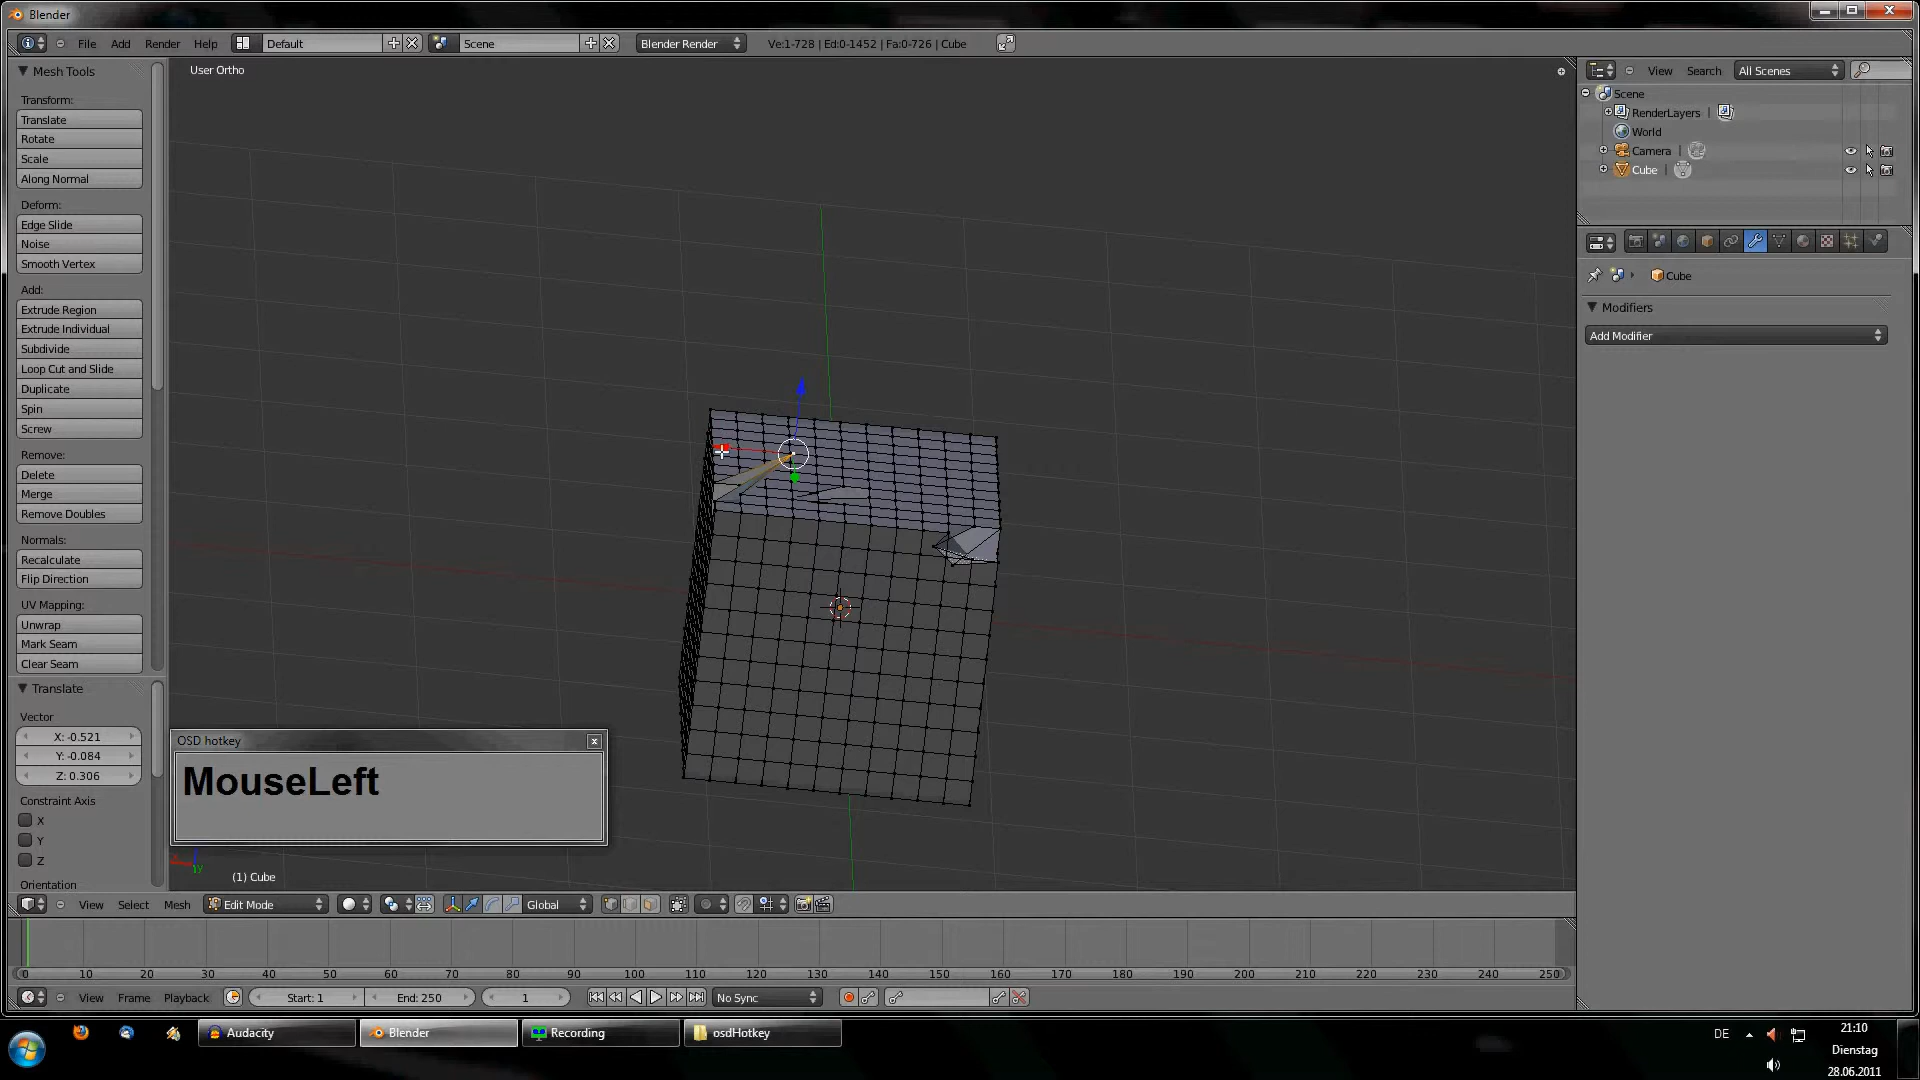 Blender
File Add Render Help Default Scene Blender Render Ve:1-728 | Ed:0-1452 | Fa:0-726 | Cube
Mesh Tools
Transform:
Translate
Rotate
Scale
Along Normal
Deform:
Edge Slide
Noise
Smooth Vertex
Add:
Extrude Region
Extrude Individual
Subdivide
Loop Cut and Slide
Duplicate
Spin
Screw
Remove:
Delete
Merge
Remove Doubles
Normals:
Recalculate
Flip Direction
UV Mapping:
Unwrap
Mark Seam
Clear Seam
Translate
Vector
X: -0.521
Y: -0.084
Z: 0.306
Constraint Axis
X
Y
Z
Orientation
User Ortho
OSD hotkey
MouseLeft
y
(1) Cube
View Search All Scenes
Scene
RenderLayers |
World
Camera |
Cube |
Cube
Modifiers
Add Modifier
View Select Mesh Edit Mode Global
0 10 20 30 40 50 60 70 80 90 100 110 120 130 140 150 160 170 180 190 200 210 220 230 240 250
View Frame Playback Start: 1 End: 250 1 No Sync
Audacity Blender Recording osdHotkey DE
21:10
Dienstag
28.06.2011